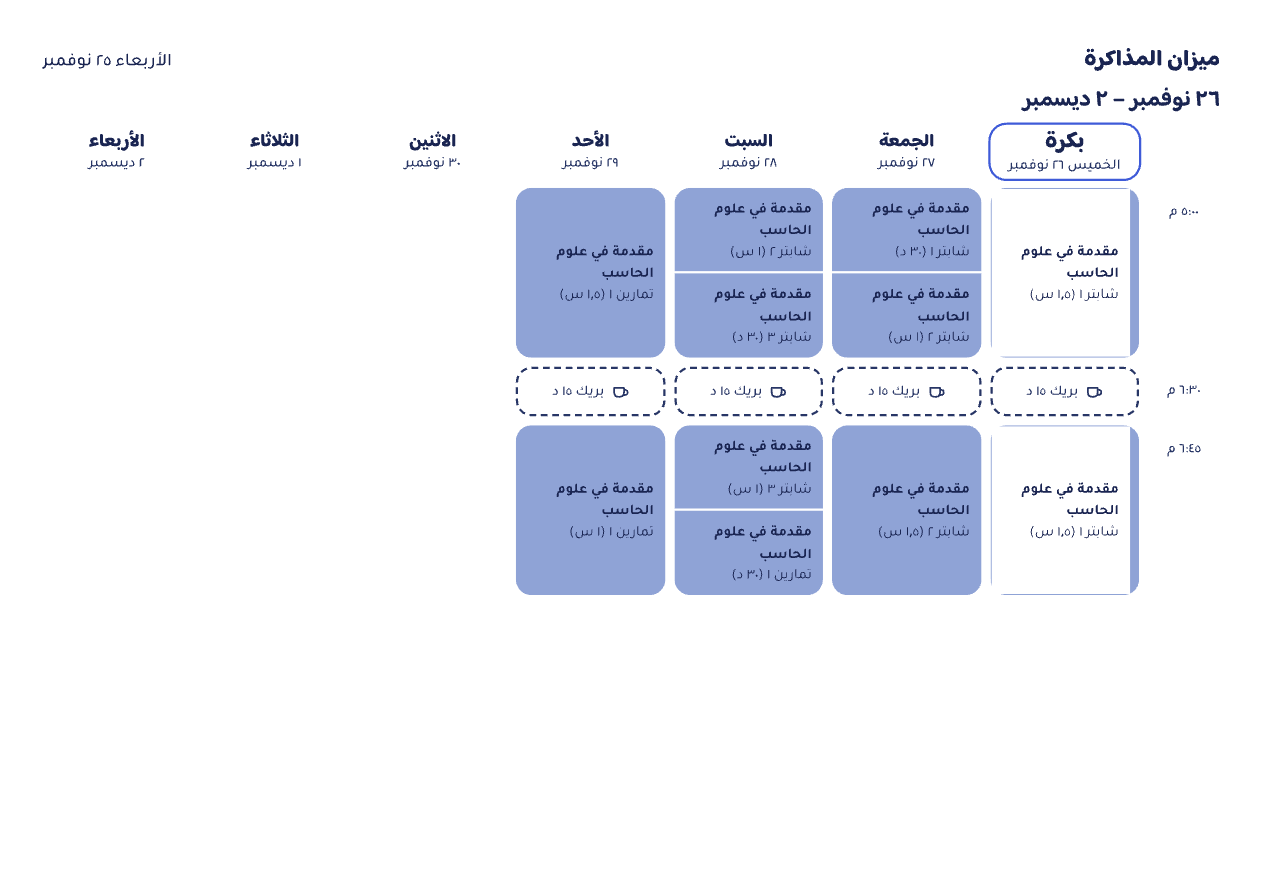 ميزان المذاكرة
الأربعاء ٢٥ نوفمبر
٢٦ نوفمبر – ٢ ديسمبر
بكرة
الخميس ٢٦ نوفمبر
الجمعة
٢٧ نوفمبر
السبت
٢٨ نوفمبر
الأحد
٢٩ نوفمبر
الاثنين
٣٠ نوفمبر
الثلاثاء
١ ديسمبر
الأربعاء
٢ ديسمبر
٥:٠٠ م
مقدمة في علوم
الحاسب
شابتر ١ (١٫٥ س)
مقدمة في علوم
الحاسب
شابتر ١ (٣٠ د)
مقدمة في علوم
الحاسب
شابتر ٢ (١ س)
مقدمة في علوم
الحاسب
شابتر ٢ (١ س)
مقدمة في علوم
الحاسب
شابتر ٣ (٣٠ د)
مقدمة في علوم
الحاسب
تمارين ١ (١٫٥ س)
٦:٣٠ م
بريك ١٥ د
بريك ١٥ د
بريك ١٥ د
بريك ١٥ د
٦:٤٥ م
مقدمة في علوم
الحاسب
شابتر ١ (١٫٥ س)
مقدمة في علوم
الحاسب
شابتر ٢ (١٫٥ س)
مقدمة في علوم
الحاسب
شابتر ٣ (١ س)
مقدمة في علوم
الحاسب
تمارين ١ (٣٠ د)
مقدمة في علوم
الحاسب
تمارين ١ (١ س)